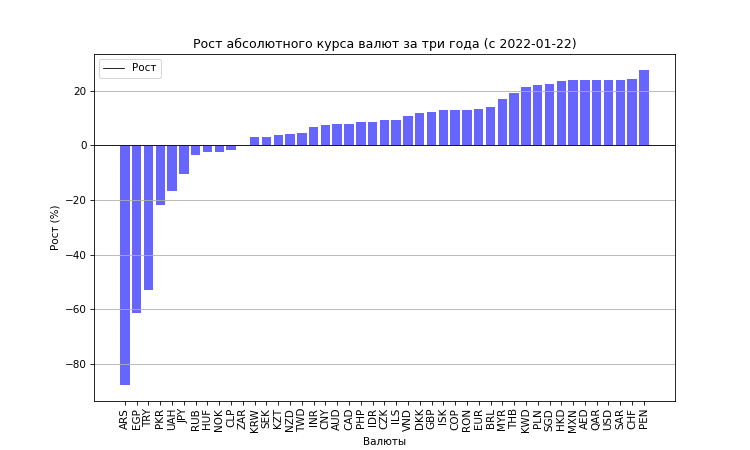 Рост абсолютного курса валют за три года (с 2022-01-22)
Рост
20
0
−20
−40
−60
−80
Рост (%)
ARS
EGP
TRY
PKR
UAH
JPY
RUB
HUF
NOK
CLP
ZAR
KRW
SEK
KZT
NZD
TWD
INR
CNY
AUD
CAD
PHP
IDR
CZK
ILS
VND
DKK
GBP
ISK
COP
RON
EUR
BRL
MYR
THB
KWD
PLN
SGD
HKD
MXN
AED
QAR
USD
SAR
CHF
PEN
Валюты